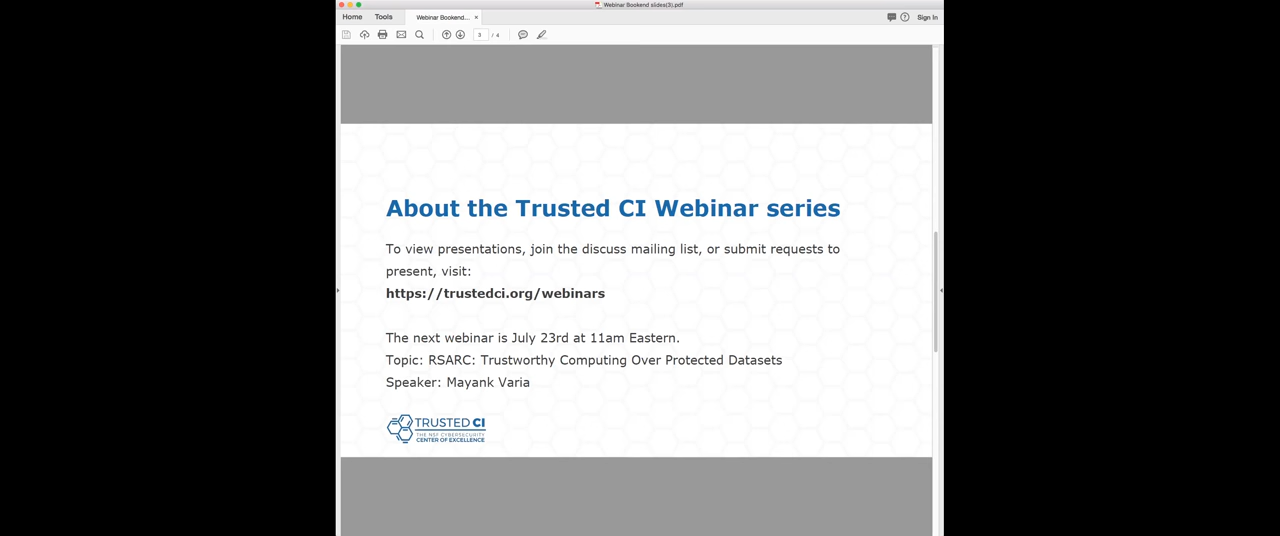 Webinar Bookend slides(3).pdf
Home Tools Webinar Bookend... × Sign In
3 / 4
About the Trusted CI Webinar series
To view presentations, join the discuss mailing list, or submit requests to
present, visit:
https://trustedci.org/webinars
The next webinar is July 23rd at 11am Eastern.
Topic: RSARC: Trustworthy Computing Over Protected Datasets
Speaker: Mayank Varia
TRUSTED CI
THE NSF CYBERSECURITY
CENTER OF EXCELLENCE